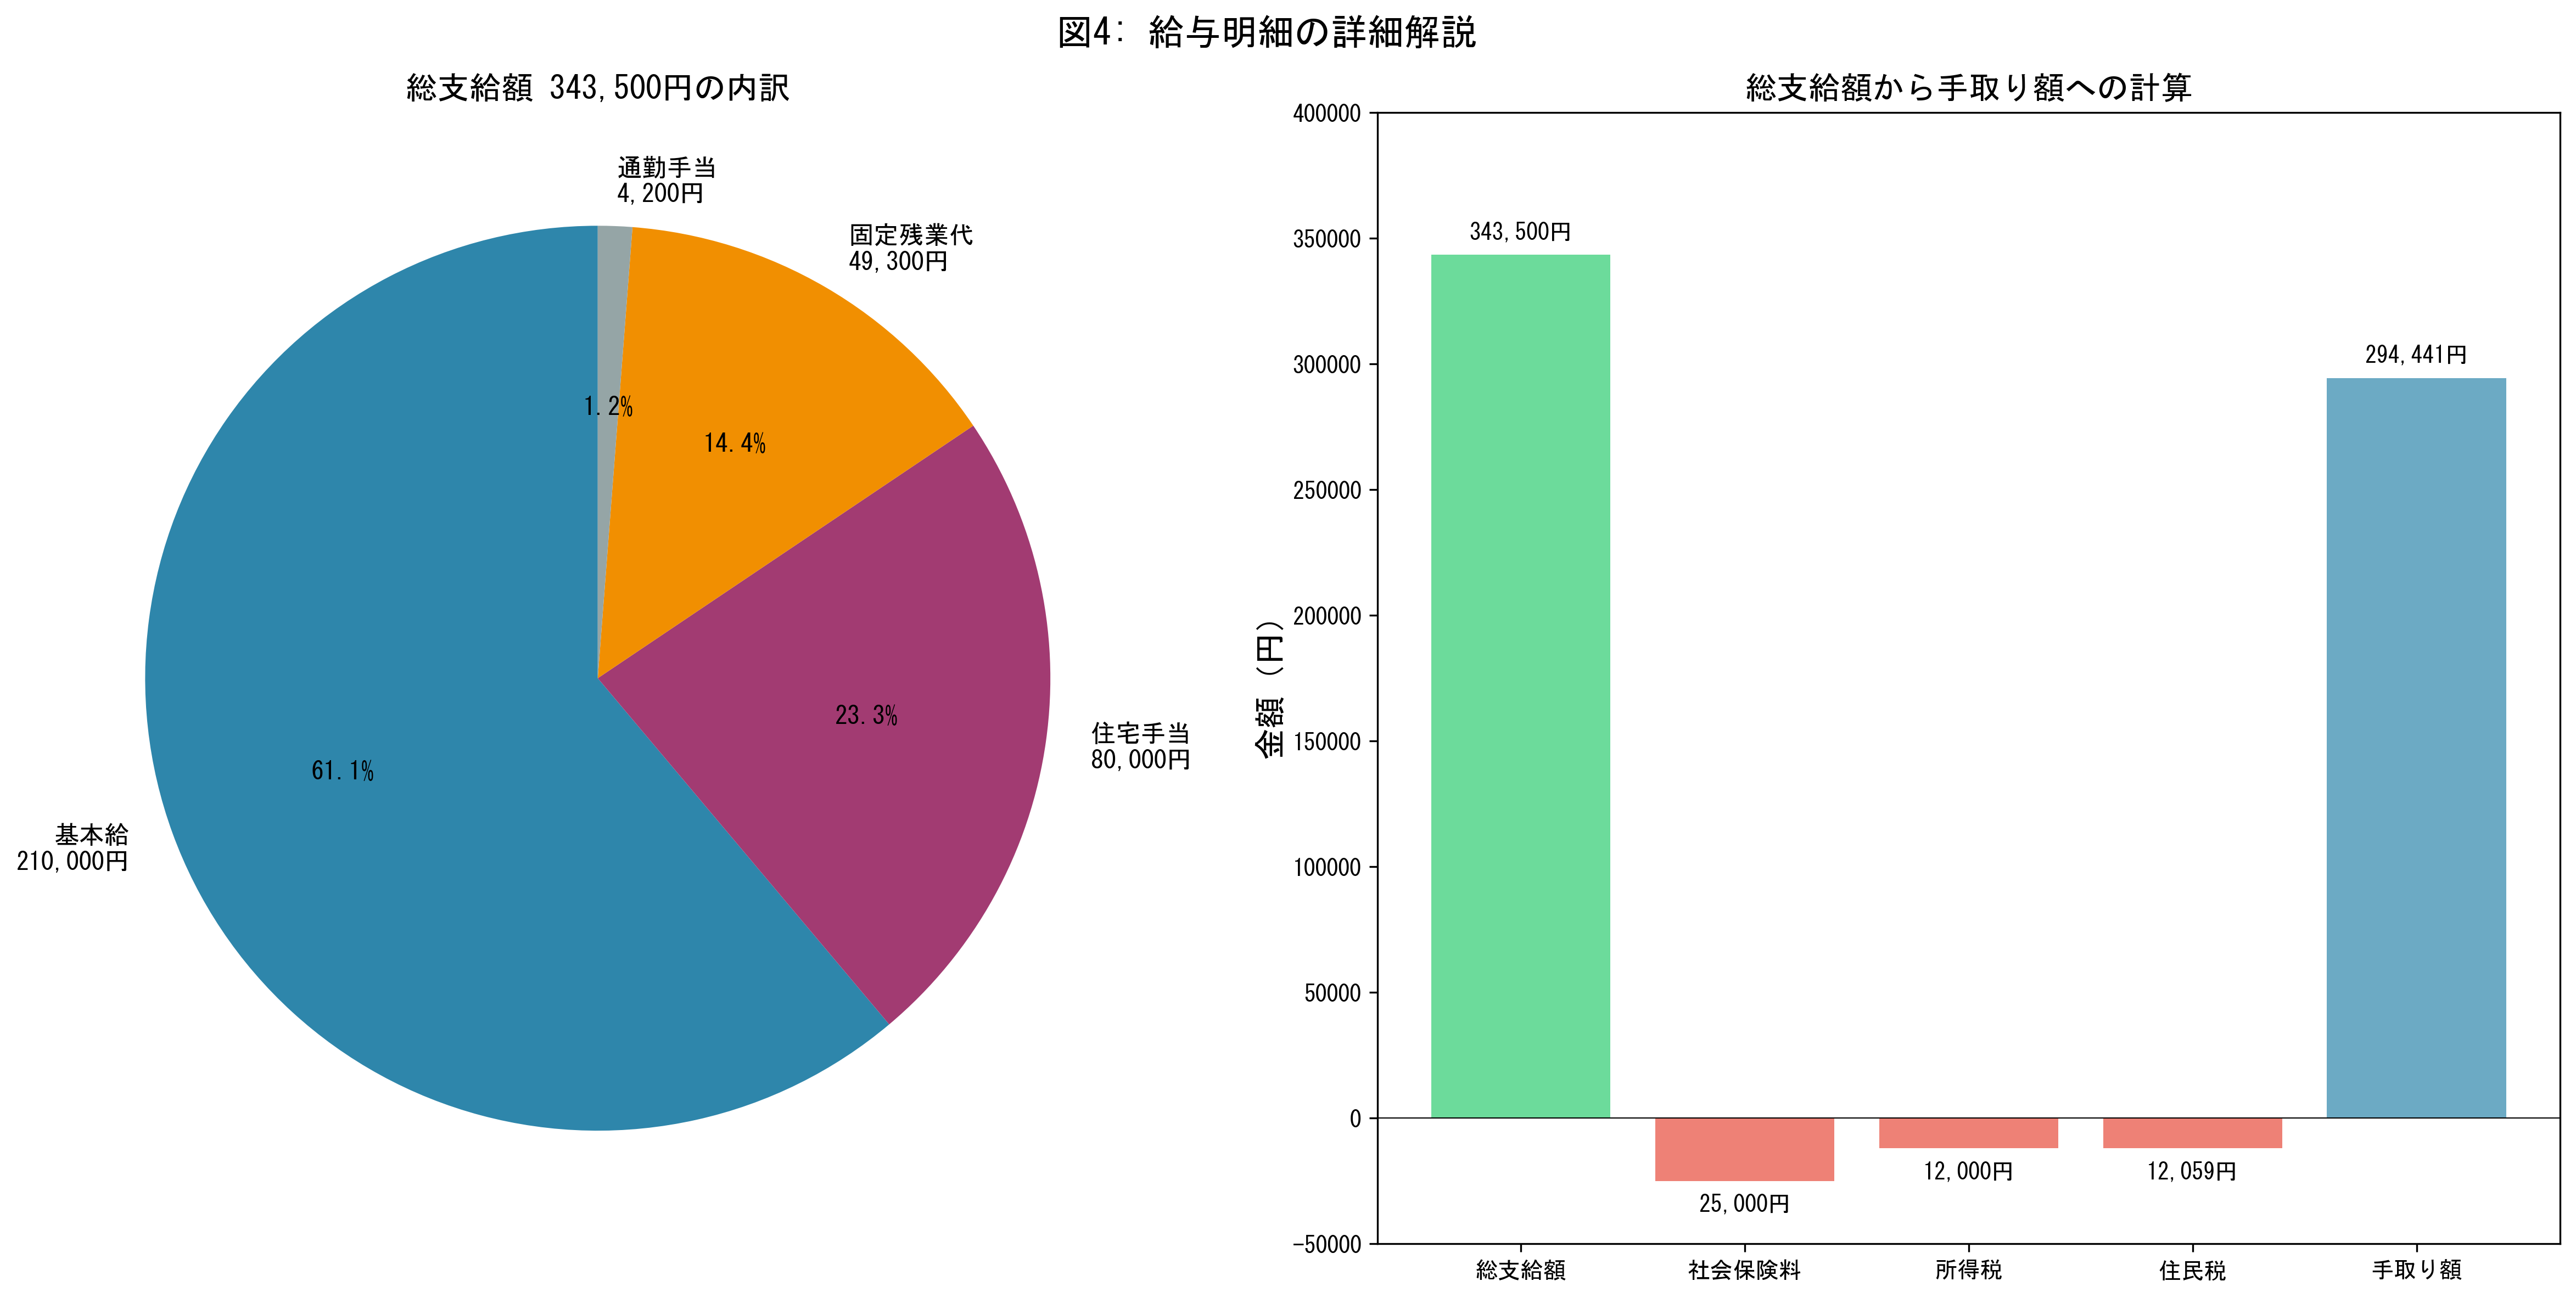 図4: 給与明細の詳細解説
総支給額 343,500円の内訳
通勤手当
4,200円
固定残業代
49,300円
1.2%
14.4%
23.3%
住宅手当
80,000円
61.1%
基本給
210,000円
総支給額から手取り額への計算
金額 (円)
400000
350000
300000
250000
200000
150000
100000
50000
0
-50000
343,500円
294,441円
25,000円
12,000円
12,059円
総支給額
社会保険料
所得税
住民税
手取り額